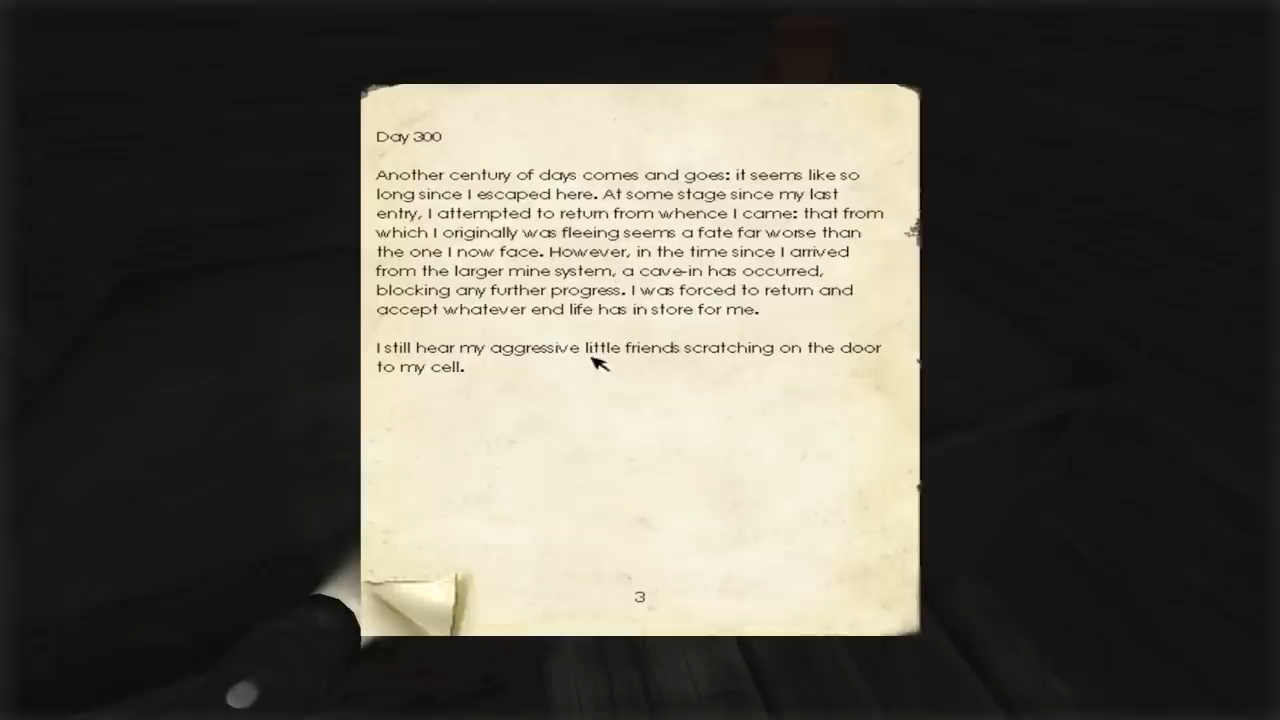 Day 300
Another century of days comes and goes: it seems like so
long since I escaped here. At some stage since my last
entry, I attempted to return from whence I came: that from
which I originally was fleeing seems a fate far worse than
the one I now face. However, in the time since I arrived
from the larger mine system, a cave-in has occurred,
blocking any further progress. I was forced to return and
accept whatever end life has in store for me.
I still hear my aggressive little friends scratching on the door
to my cell.
3